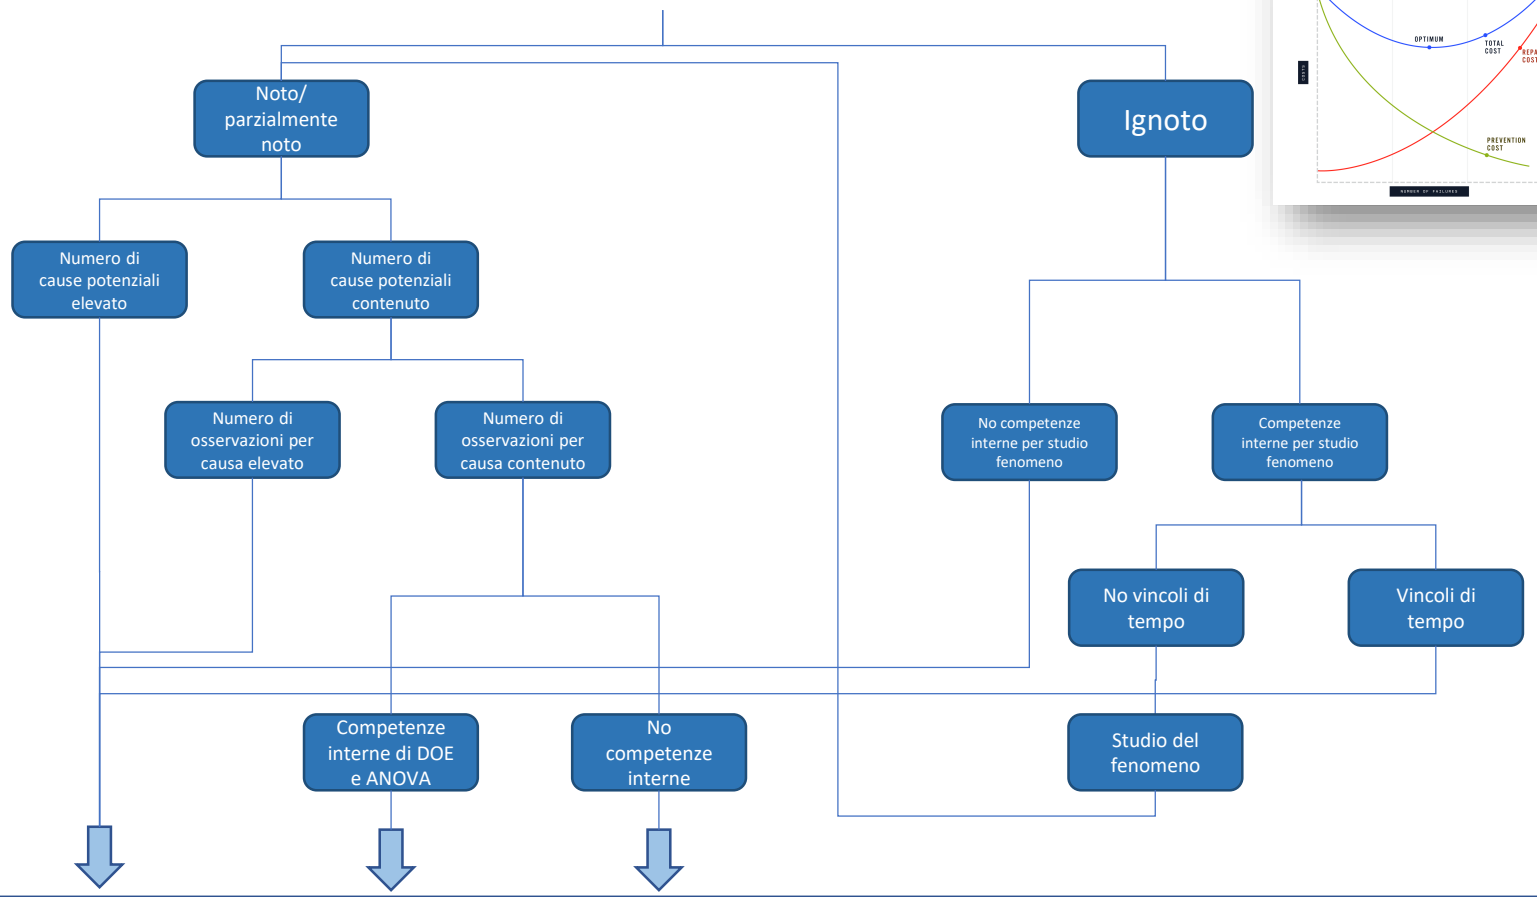 OPTIMUM
TOTAL
COST
COST
PREVENTION
COST
NUMBER OF FAILURES
Noto/
parzialmente
noto
Ignoto
Numero di
cause potenziali
elevato
Numero di
cause potenziali
contenuto
Numero di
osservazioni per
causa elevato
Numero di
osservazioni per
causa contenuto
No competenze
interne per studio
fenomeno
Competenze
interne per studio
fenomeno
No vincoli di
tempo
Vincoli di
tempo
Competenze
interne di DOE
e ANOVA
No
competenze
interne
Studio del
fenomeno